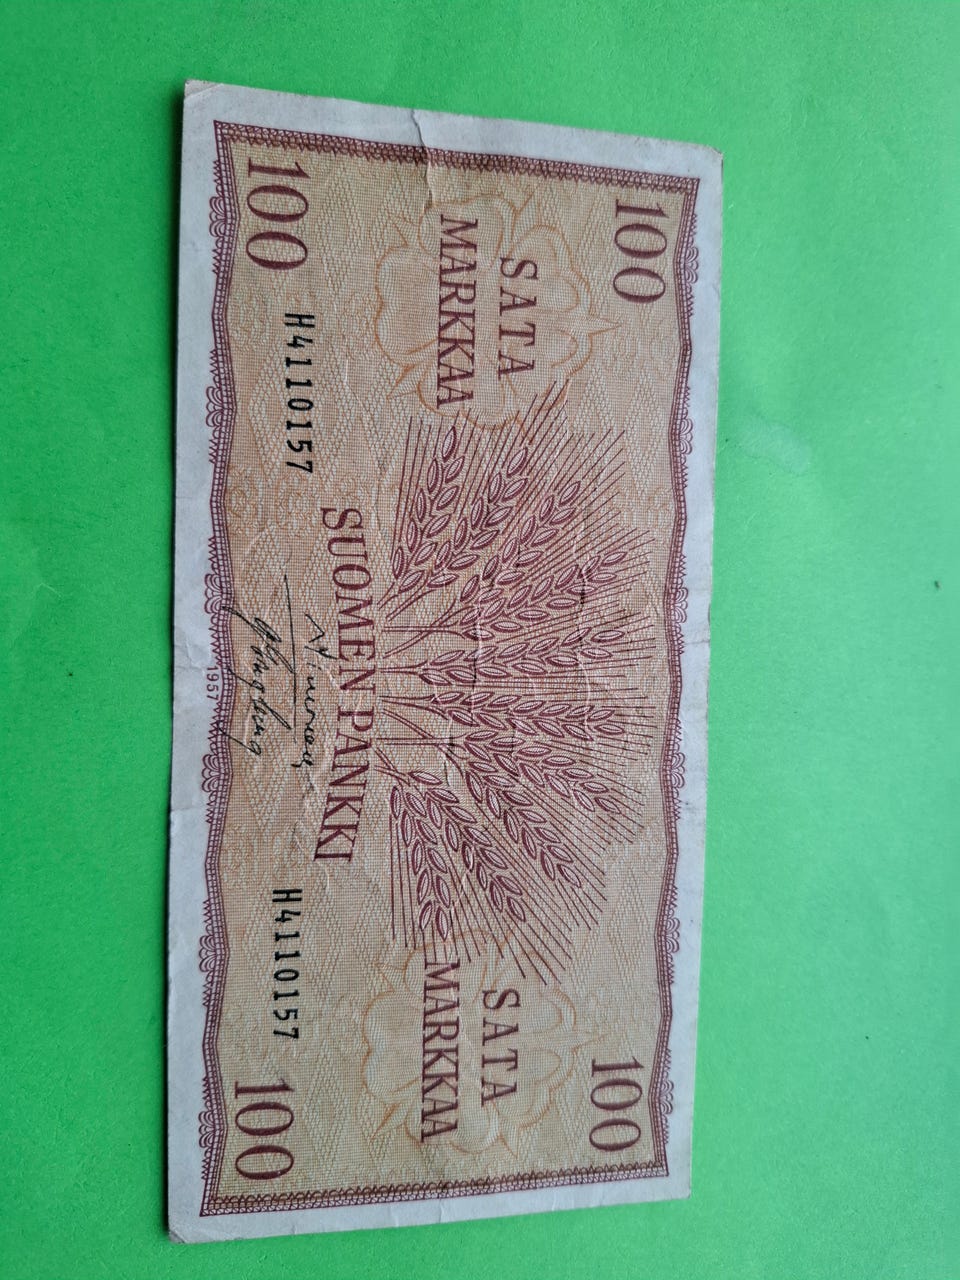 100
100
SATA
MARKKAA
SATA
MARKKAA
SUOMEN PANKKI
H4110157
H4110157
100
100
1957